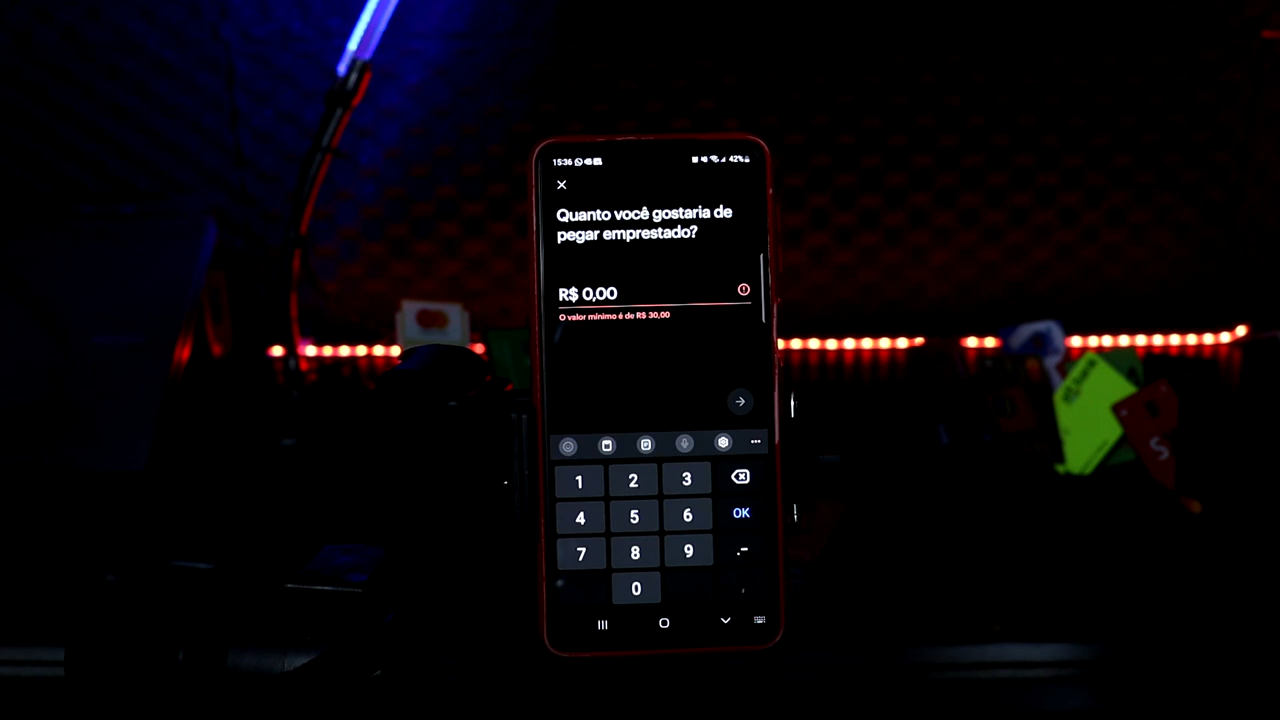 15:36
42%
Quanto você gostaria de
pegar emprestado?
R$ 0,00
O valor mínimo é de R$ 30,00
1 2 3
4 5 6 OK
7 8 9 .-
0 ,
S